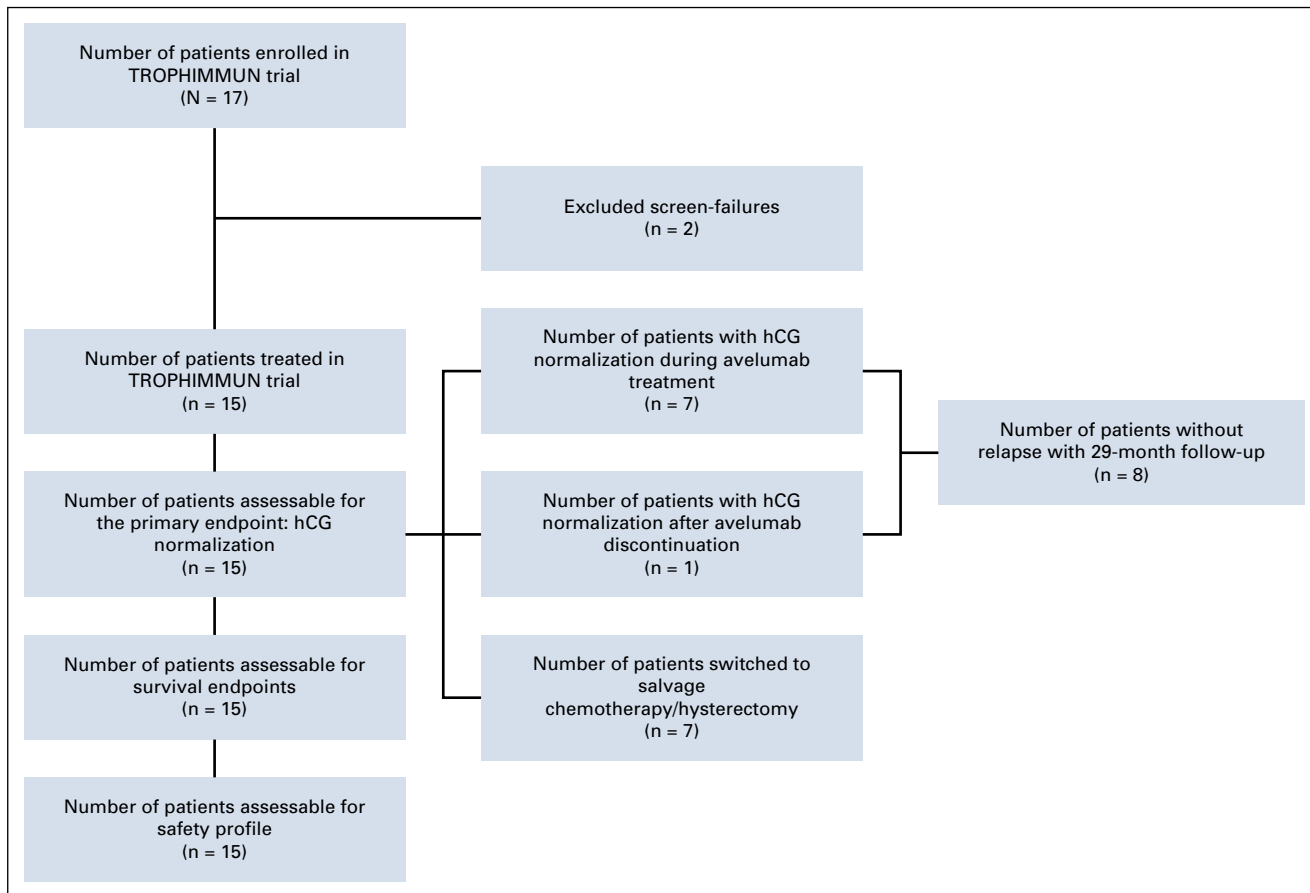 Number of patients enrolled in
TROPHIMMUN trial
(N = 17)
Excluded screen-failures
(n = 2)
Number of patients treated in
TROPHIMMUN trial
(n = 15)
Number of patients with hCG
normalization during avelumab
treatment
(n = 7)
Number of patients without
relapse with 29-month follow-up
(n = 8)
Number of patients assessable for
the primary endpoint: hCG
normalization
(n = 15)
Number of patients with hCG
normalization after avelumab
discontinuation
(n = 1)
Number of patients assessable for
survival endpoints
(n = 15)
Number of patients switched to
salvage
chemotherapy/hysterectomy
(n = 7)
Number of patients assessable for
safety profile
(n = 15)